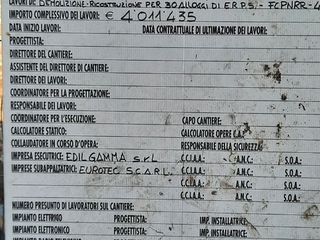 LAVORI DI: DEMOLIZIONE-RICOSTRUZIONE PER 30 ALLOGGI DI E.R.P.S. - FCPNRR-4
IMPORTO COMPLESSIVO DEI LAVORI: € 4'011'435
DATA INIZIO LAVORI: DATA CONTRATTUALE DI ULTIMAZIONE DEI LAVORI:
PROGETTISTA:
DIRETTORE DEL CANTIERE:
ASSISTENTE DEL DIRETTORE DI CANTIERE:
DIRETTORE DEI LAVORI:
COORDINATORE PER LA PROGETTAZIONE:
RESPONSABILE DEI LAVORI:
COORDINATORE PER L'ESECUZIONE: CAPO CANTIERE:
CALCOLATORE STATICO: CALCOLATORE OPERE C.A.:
COLLAUDATORE IN CORSO D'OPERA: RESPONSABILE DELLA SICUREZZA:
IMPRESA ESECUTRICE: EDIL GAMMA S.r.L C.C.I.A.A.: A.N.C.: S.O.A.:
IMPRESE SUBAPPALTATRICI: EUROTEC S.C.A.R.L. C.C.I.A.A.: A.N.C.: S.O.A.:
C.C.I.A.A.: A.N.C.: S.O.A.:
NUMERO PRESUNTO DI LAVORATORI SUL CANTIERE:
IMPIANTO ELETTRICO PROGETTISTA: IMP. INSTALLATRICE:
IMPIANTO IDRICO PROGETTISTA: IMP. INSTALLATRICE: